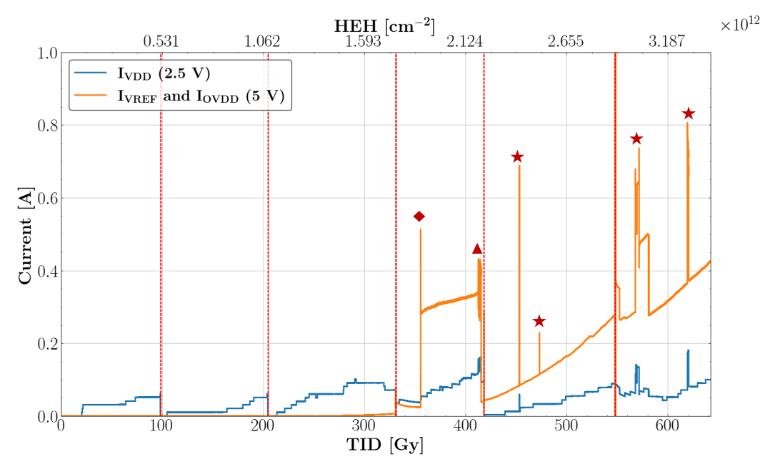 HEH [cm⁻²]
×10¹²
0.531 1.062 1.593 2.124 2.655 3.187
1.0
I_VDD (2.5 V)
I_VREF and I_OVDD (5 V)
0.8
0.6
Current [A]
0.4
0.2
0.0
0 100 200 300 400 500 600
TID [Gy]